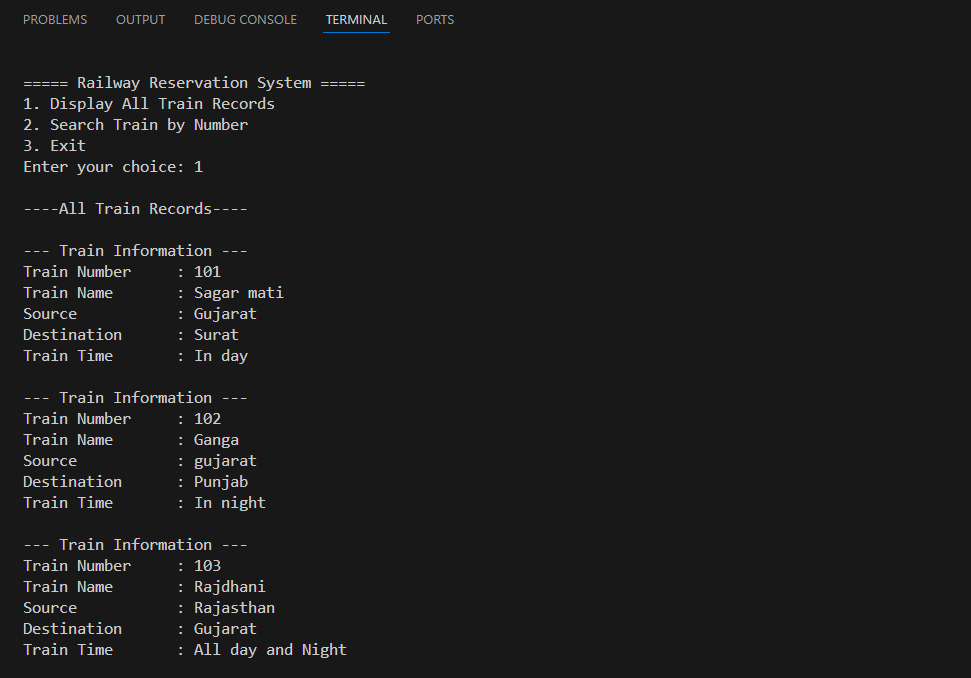 PROBLEMS OUTPUT DEBUG CONSOLE TERMINAL PORTS
===== Railway Reservation System =====
1. Display All Train Records
2. Search Train by Number
3. Exit
Enter your choice: 1
----All Train Records----
--- Train Information ---
Train Number     : 101
Train Name       : Sagar mati
Source           : Gujarat
Destination      : Surat
Train Time       : In day
--- Train Information ---
Train Number     : 102
Train Name       : Ganga
Source           : gujarat
Destination      : Punjab
Train Time       : In night
--- Train Information ---
Train Number     : 103
Train Name       : Rajdhani
Source           : Rajasthan
Destination      : Gujarat
Train Time       : All day and Night